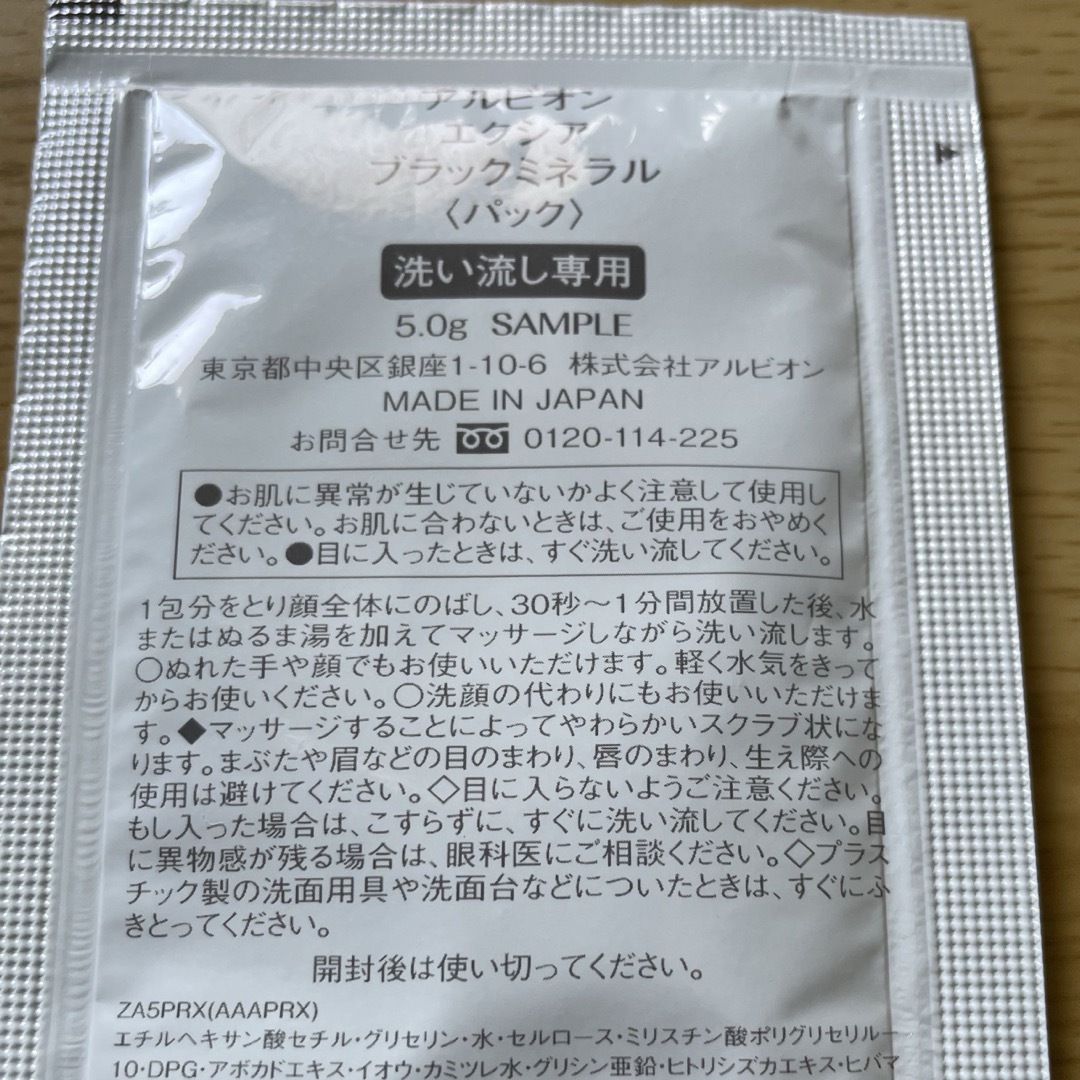 アルビオン
エクシア
ブラックミネラル
〈パック〉
洗い流し専用
5.0g SAMPLE
東京都中央区銀座1-10-6 株式会社アルビオン
MADE IN JAPAN
お問合せ先 0120-114-225
●お肌に異常が生じていないかよく注意して使用し
てください。お肌に合わないときは、ご使用をおやめく
ださい。●目に入ったときは、すぐ洗い流してください。
1包分をとり顔全体にのばし、30秒〜1分間放置した後、水
またはぬるま湯を加えてマッサージしながら洗い流します。
○ぬれた手や顔でもお使いいただけます。軽く水気をきって
からお使いください。○洗顔の代わりにもお使いいただけま
す。◆マッサージすることによってやわらかいスクラブ状にな
ります。まぶたや眉などの目のまわり、唇のまわり、生え際への
使用は避けてください。◇目に入らないようご注意ください。
もし入った場合は、こすらずに、すぐに洗い流してください。目
に異物感が残る場合は、眼科医にご相談ください。◇プラス
チック製の洗面用具や洗面台などについたときは、すぐにふ
きとってください。
開封後は使い切ってください。
ZA5PRX(AAAPRX)
エチルヘキサン酸セチル・グリセリン・水・セルロース・ミリスチン酸ポリグリセリルー
10・DPG・アボカドエキス・イオウ・カミツレ水・グリシン亜鉛・ヒトリシズカエキス・ヒバマ